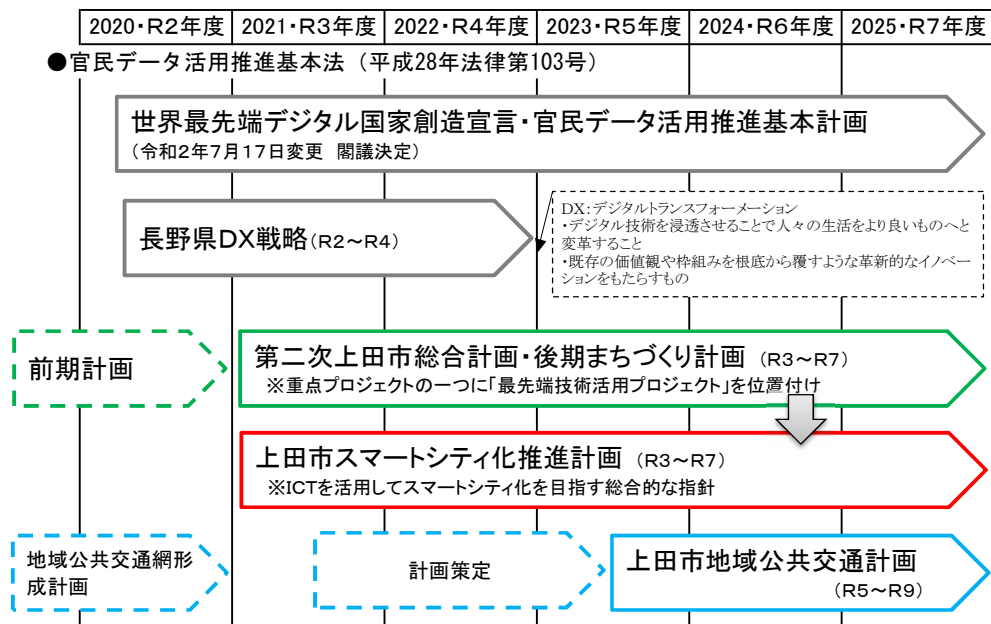 2020・R2年度 2021・R3年度 2022・R4年度 2023・R5年度 2024・R6年度 2025・R7年度
●官民データ活用推進基本法（平成28年法律第103号）
世界最先端デジタル国家創造宣言・官民データ活用推進基本計画
（令和2年7月17日変更　閣議決定）
長野県DX戦略（R2～R4）
DX：デジタルトランスフォーメーション
・デジタル技術を浸透させることで人々の生活をより良いものへと
変革すること
・既存の価値観や枠組みを根底から覆すような革新的なイノベー
ションをもたらすもの
前期計画
第二次上田市総合計画・後期まちづくり計画（R3～R7）
※重点プロジェクトの一つに「最先端技術活用プロジェクト」を位置付け
上田市スマートシティ化推進計画（R3～R7）
※ICTを活用してスマートシティ化を目指す総合的な指針
地域公共交通網形
成計画
計画策定
上田市地域公共交通計画
（R5～R9）